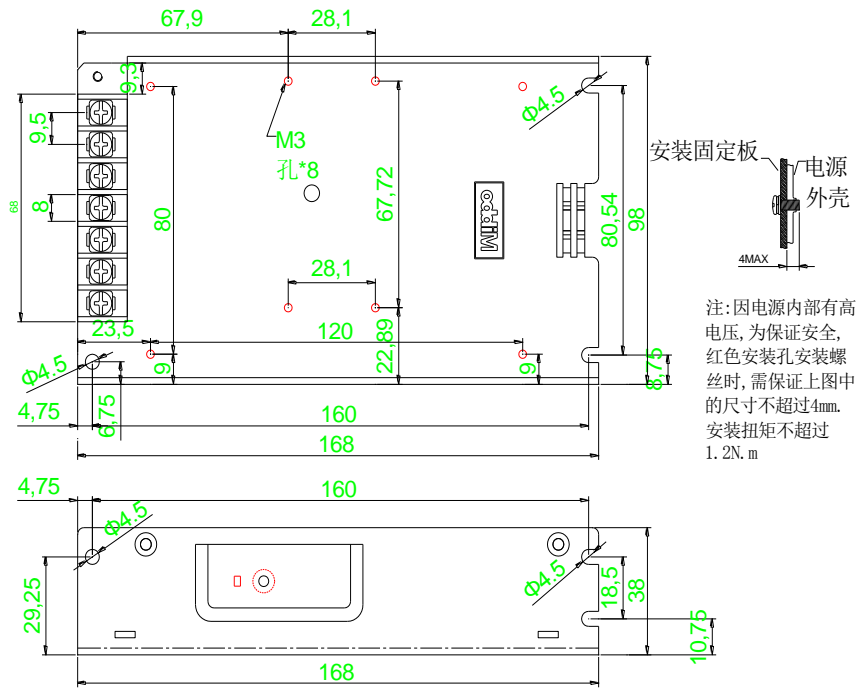 67,9
28,1
9,3
Φ4.5
9,5
M3
孔*8
安装固定板
电源
外壳
68
8
80
67,72
oddiM
80,54
98
4MAX
28,1
注:因电源内部有高
电压,为保证安全,
红色安装孔安装螺
丝时,需保证上图中
的尺寸不超过4mm.
安装扭矩不超过
1.2N.m
23,5
120
22,89
Φ4.5
9
9
8,75
4,75
6,75
160
168
4,75
160
Φ4.5
Φ4.5
29,25
18,5
38
10,75
168